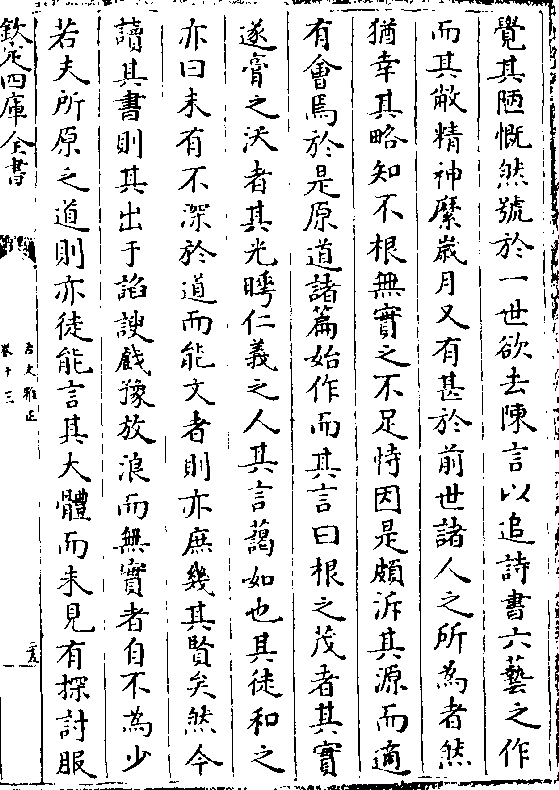 覺其陋慨然號於一世欲去陳言以追詩書六藝之作
而其敝精神縻歲月又有甚於前世諸人之所為者然
猶幸其略知不根無實之不足恃因是頗泝其源而適
有會焉於是原道諸篇始作而其言曰根之茂者其實
遂膏之沃者其光曄仁義之人其言藹如也其徒和之
亦曰未有不深於道而能文者則亦庶幾其賢矣然今
讀其書則其出于諂諛戲豫放浪而無實者自不為少
若夫所原之道則亦徒能言其大體而未見有探討服
欽定四庫全書
古文雅正
卷十三